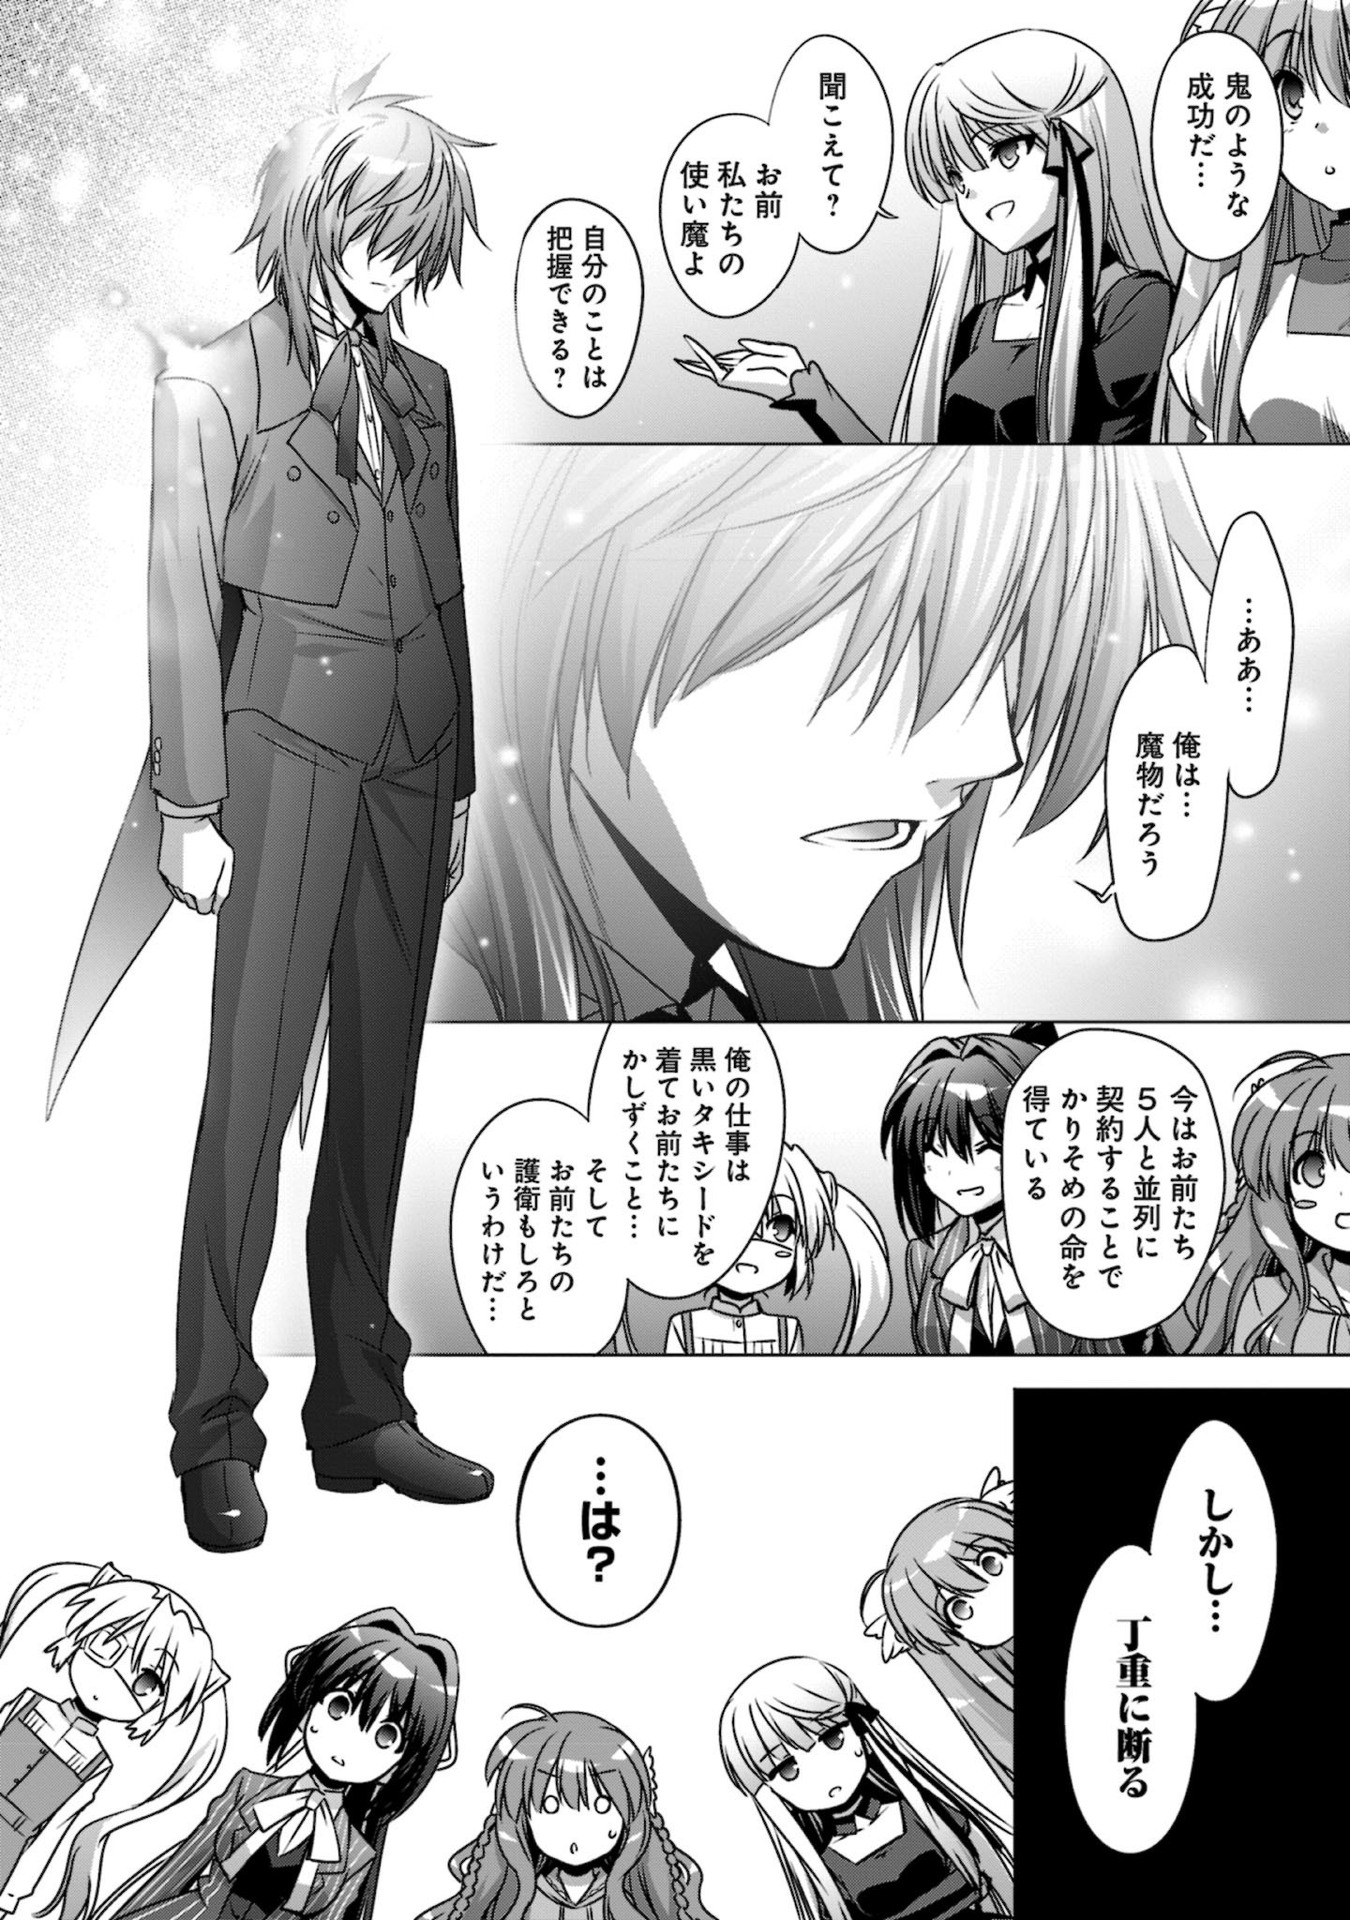 鬼のような
成功だ…
聞こえて？
お前
私たちの
使い魔よ
自分のことは
把握できる？
…ああ…
俺は…
魔物だろう
今はお前たち
5人と並列に
契約することで
かりそめの命を
得ている
俺の仕事は
黒いタキシードを
着てお前たちに
かしずくこと…
そして
お前たちの
護衛もしろと
いうわけだ…
しかし…
丁重に断る
…は？